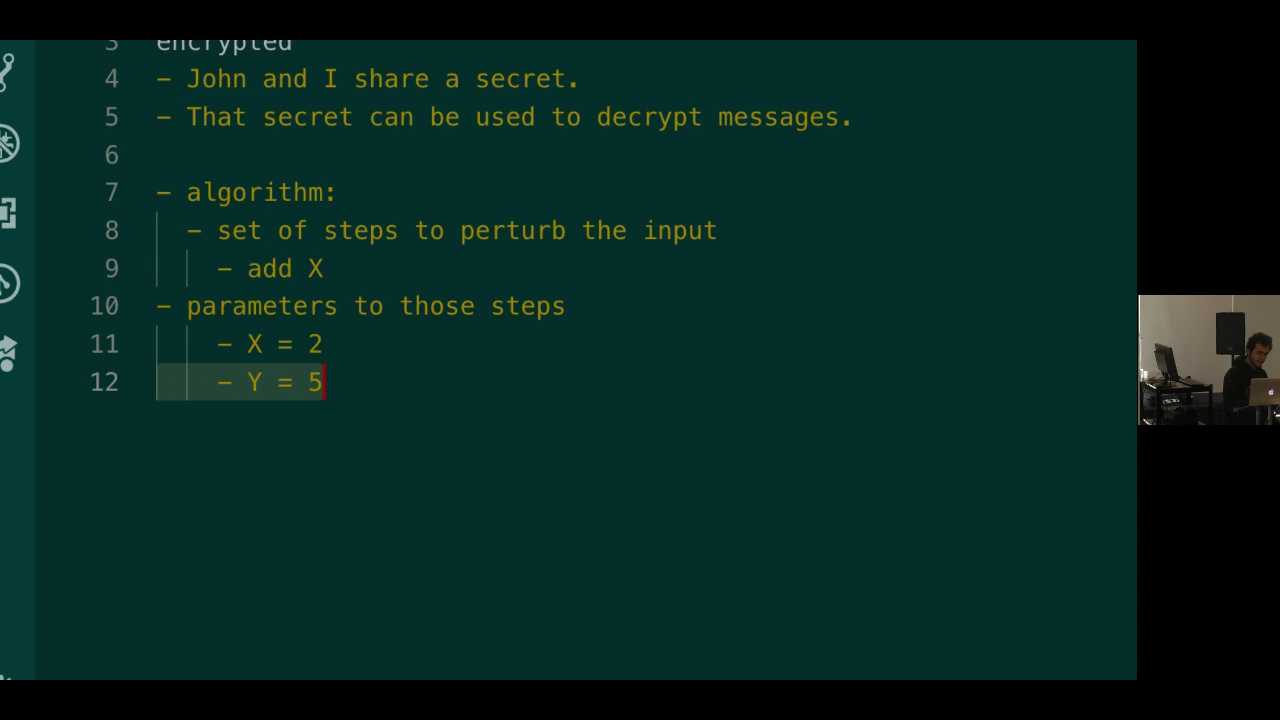 3 encrypted
4 - John and I share a secret.
5 - That secret can be used to decrypt messages.
6
7 - algorithm:
8 - set of steps to perturb the input
9 - add X
10 - parameters to those steps
11 - X = 2
12 - Y = 5